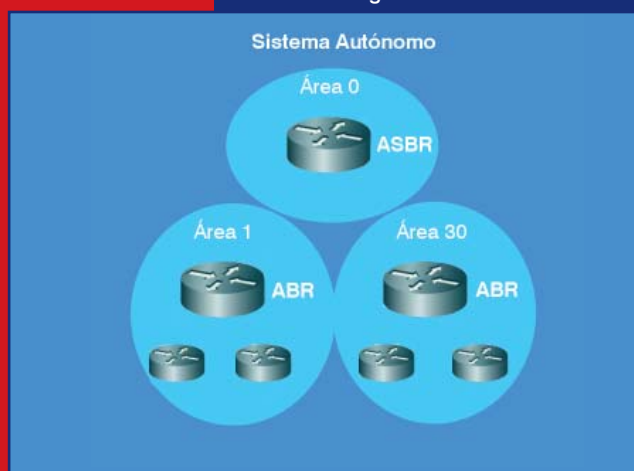 Sistema Autónomo
Área 0
ASBR
Área 1
Área 30
ABR
ABR